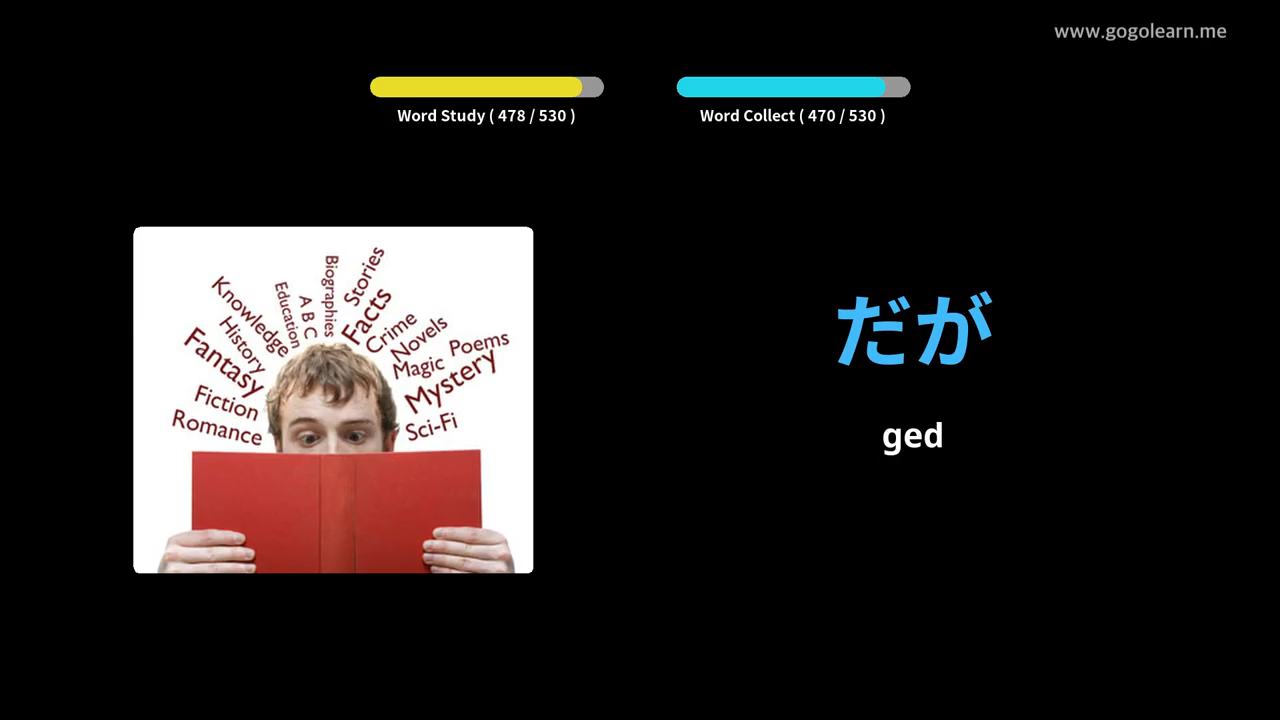 www.gogolearn.me
Word Study ( 478 / 530 )
Word Collect ( 470 / 530 )
Romance
Fiction
Fantasy
History
Knowledge
Education
A B C
Biographies
Stories
Facts
Crime
Novels
Magic
Poems
Mystery
Sci-Fi
だが
ged